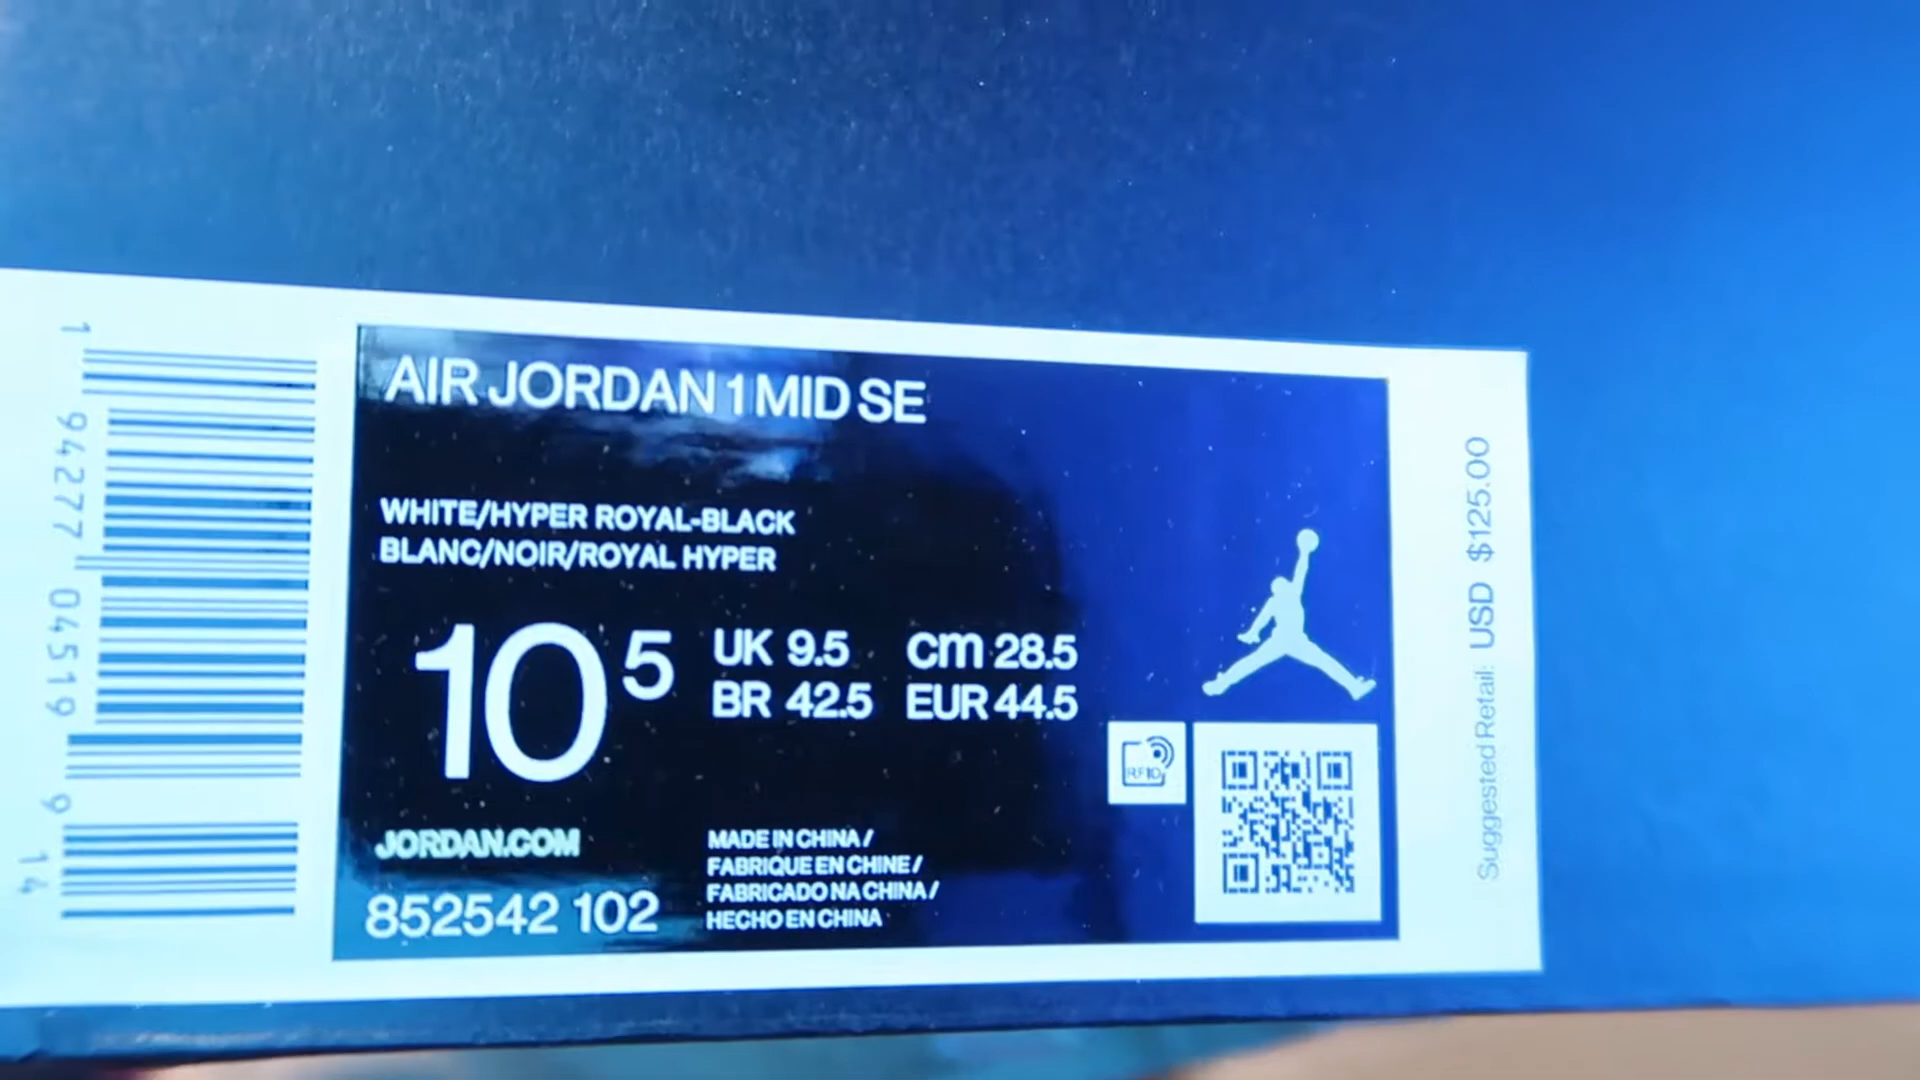 1 94277 04519 9 14
AIR JORDAN 1 MID SE
WHITE/HYPER ROYAL-BLACK
BLANC/NOIR/ROYAL HYPER
10 5
UK 9.5 cm 28.5
BR 42.5 EUR 44.5
RFID
JORDAN.COM
852542 102
MADE IN CHINA /
FABRIQUE EN CHINE /
FABRICADO NA CHINA /
HECHO EN CHINA
Suggested Retail: USD $125.00